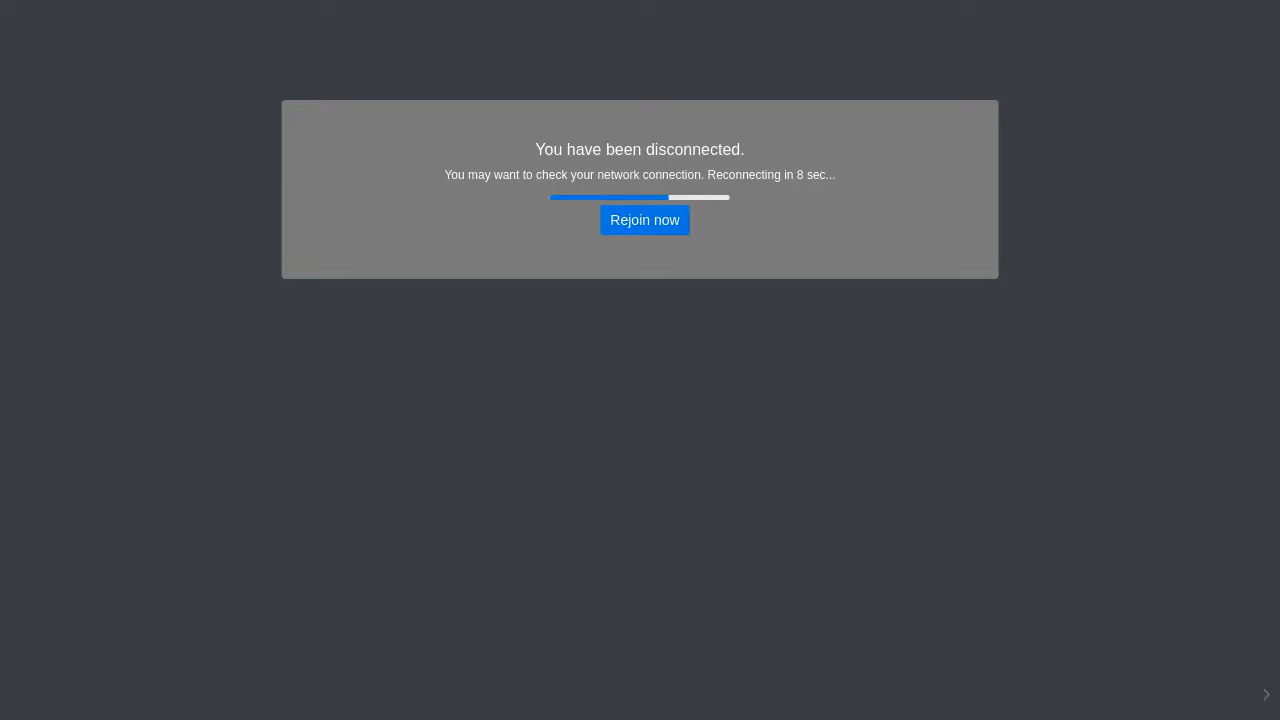 You have been disconnected.
You may want to check your network connection. Reconnecting in 8 sec...
Rejoin now